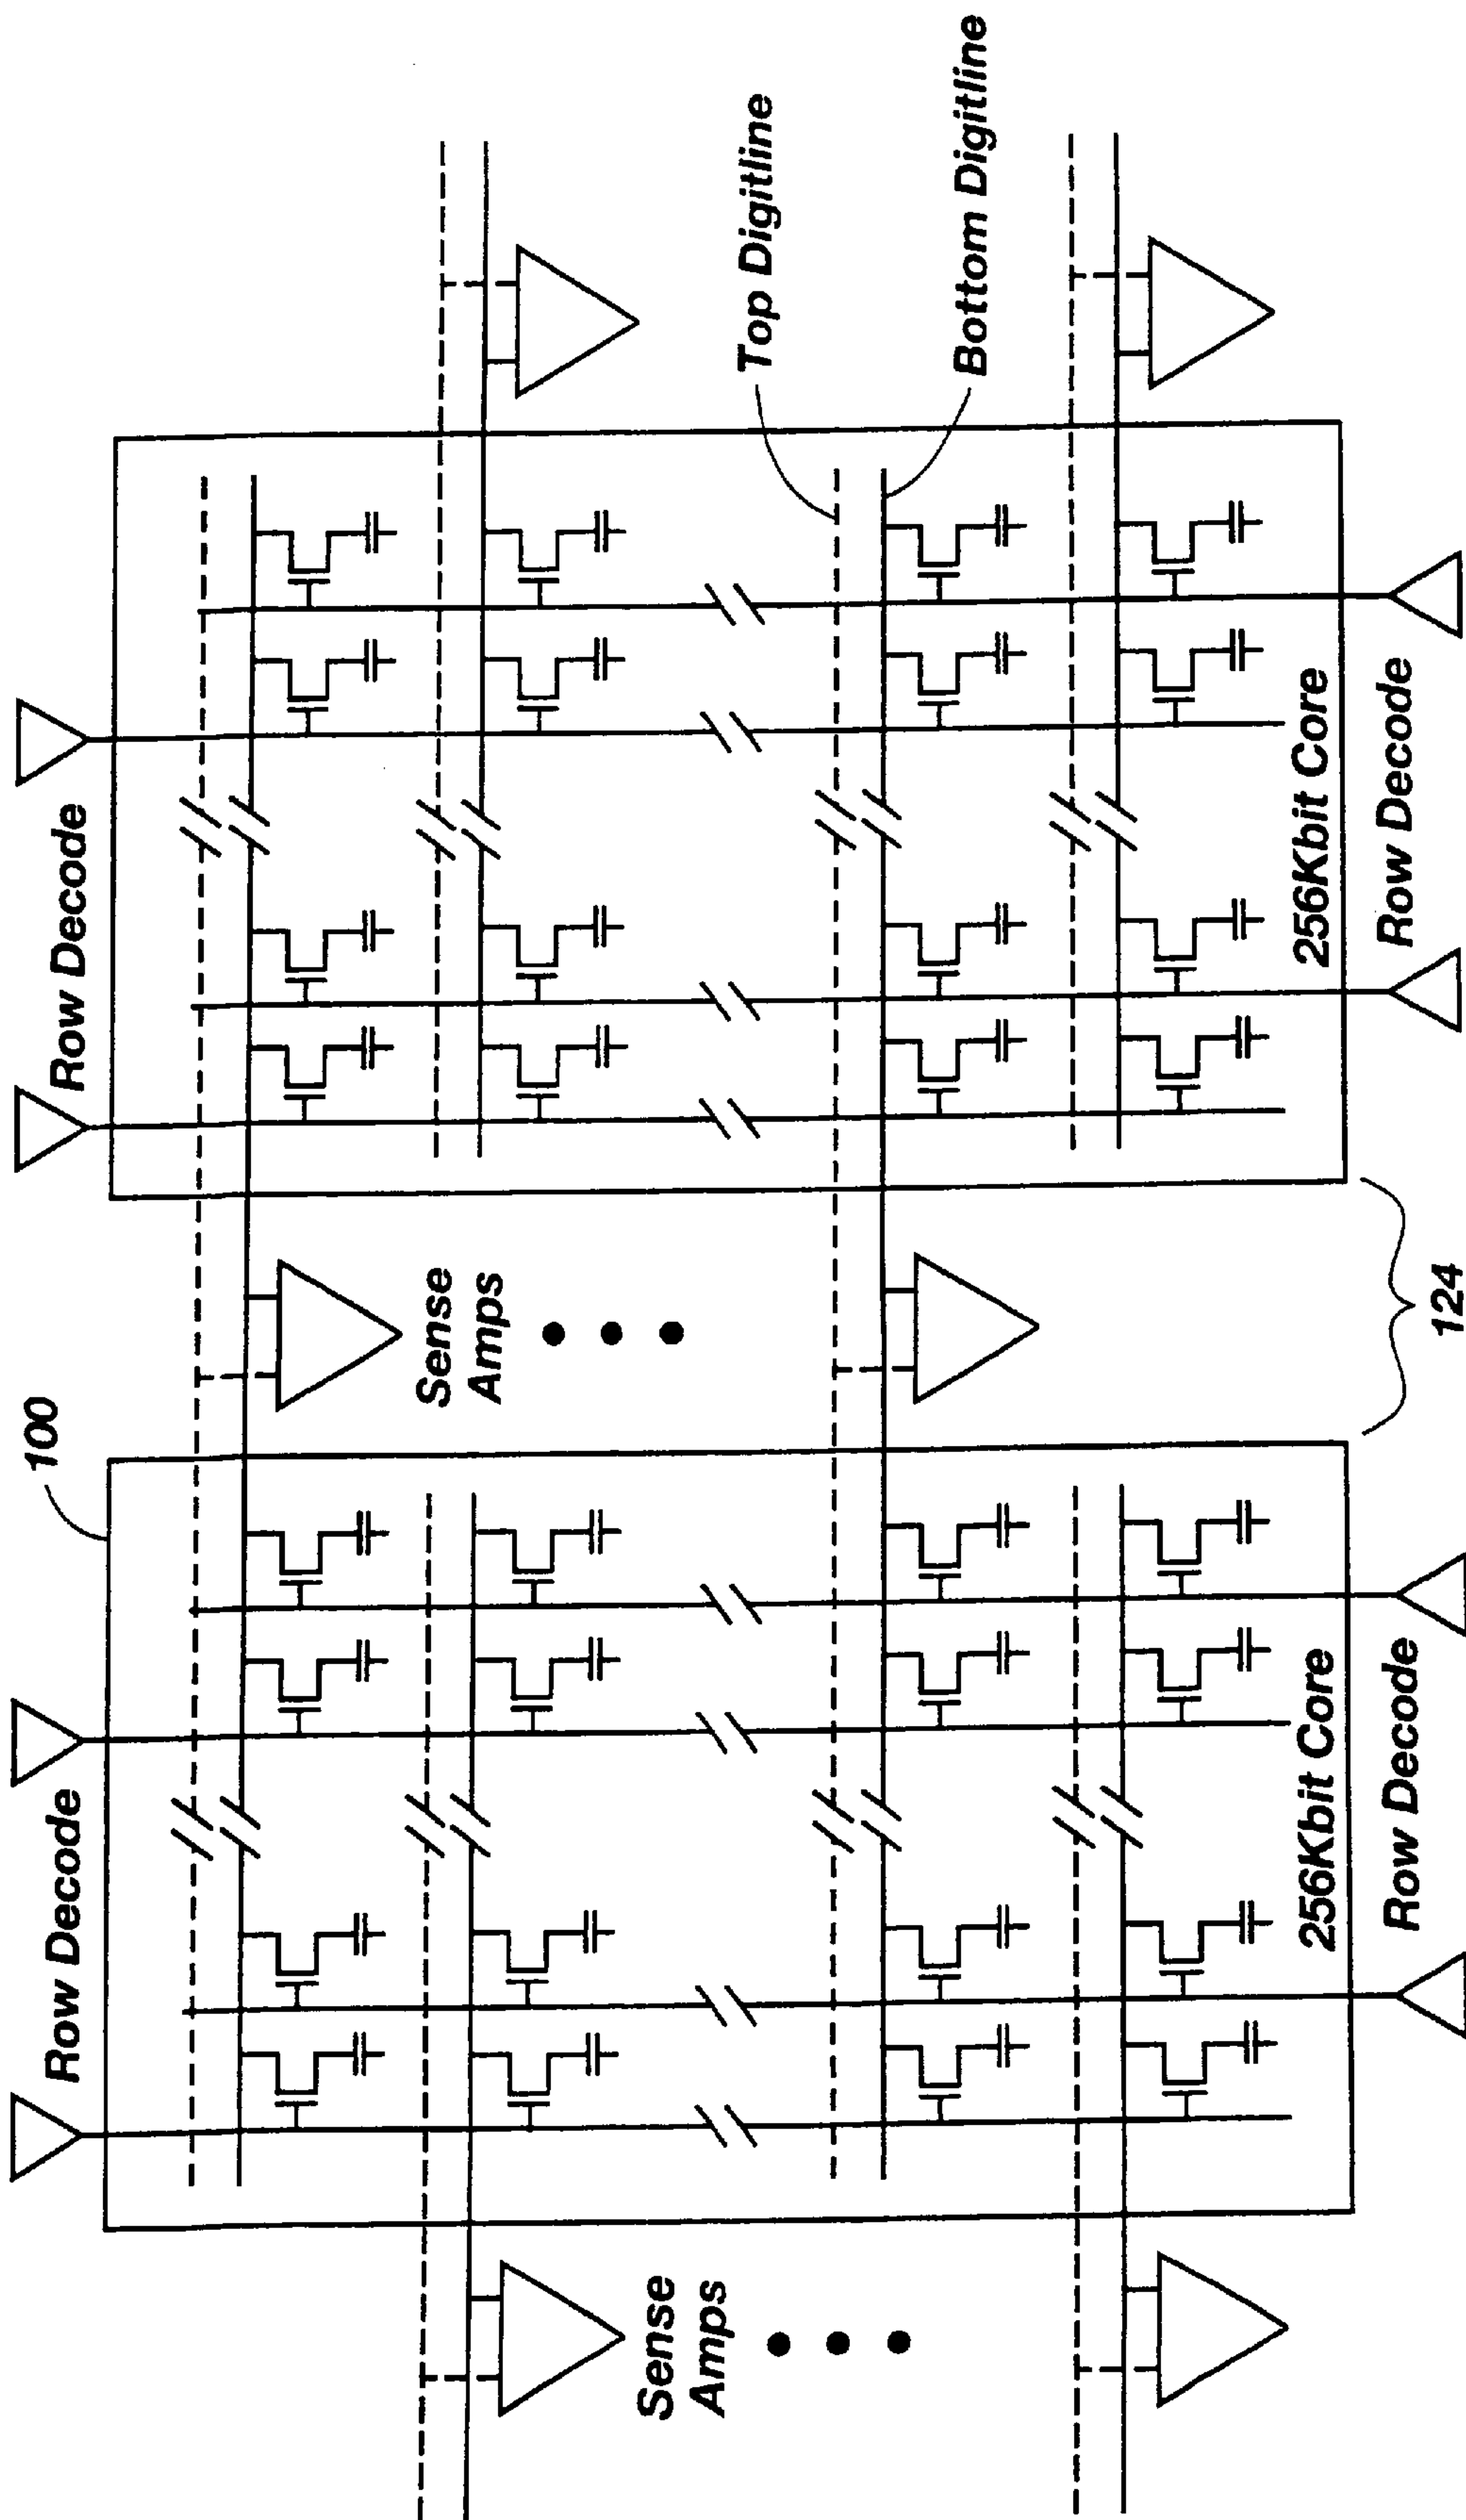 100
Row Decode
Row Decode
Sense
Amps
Sense
Amps
Top Digitline
Bottom Digitline
256Kbit Core
256Kbit Core
Row Decode
Row Decode
124